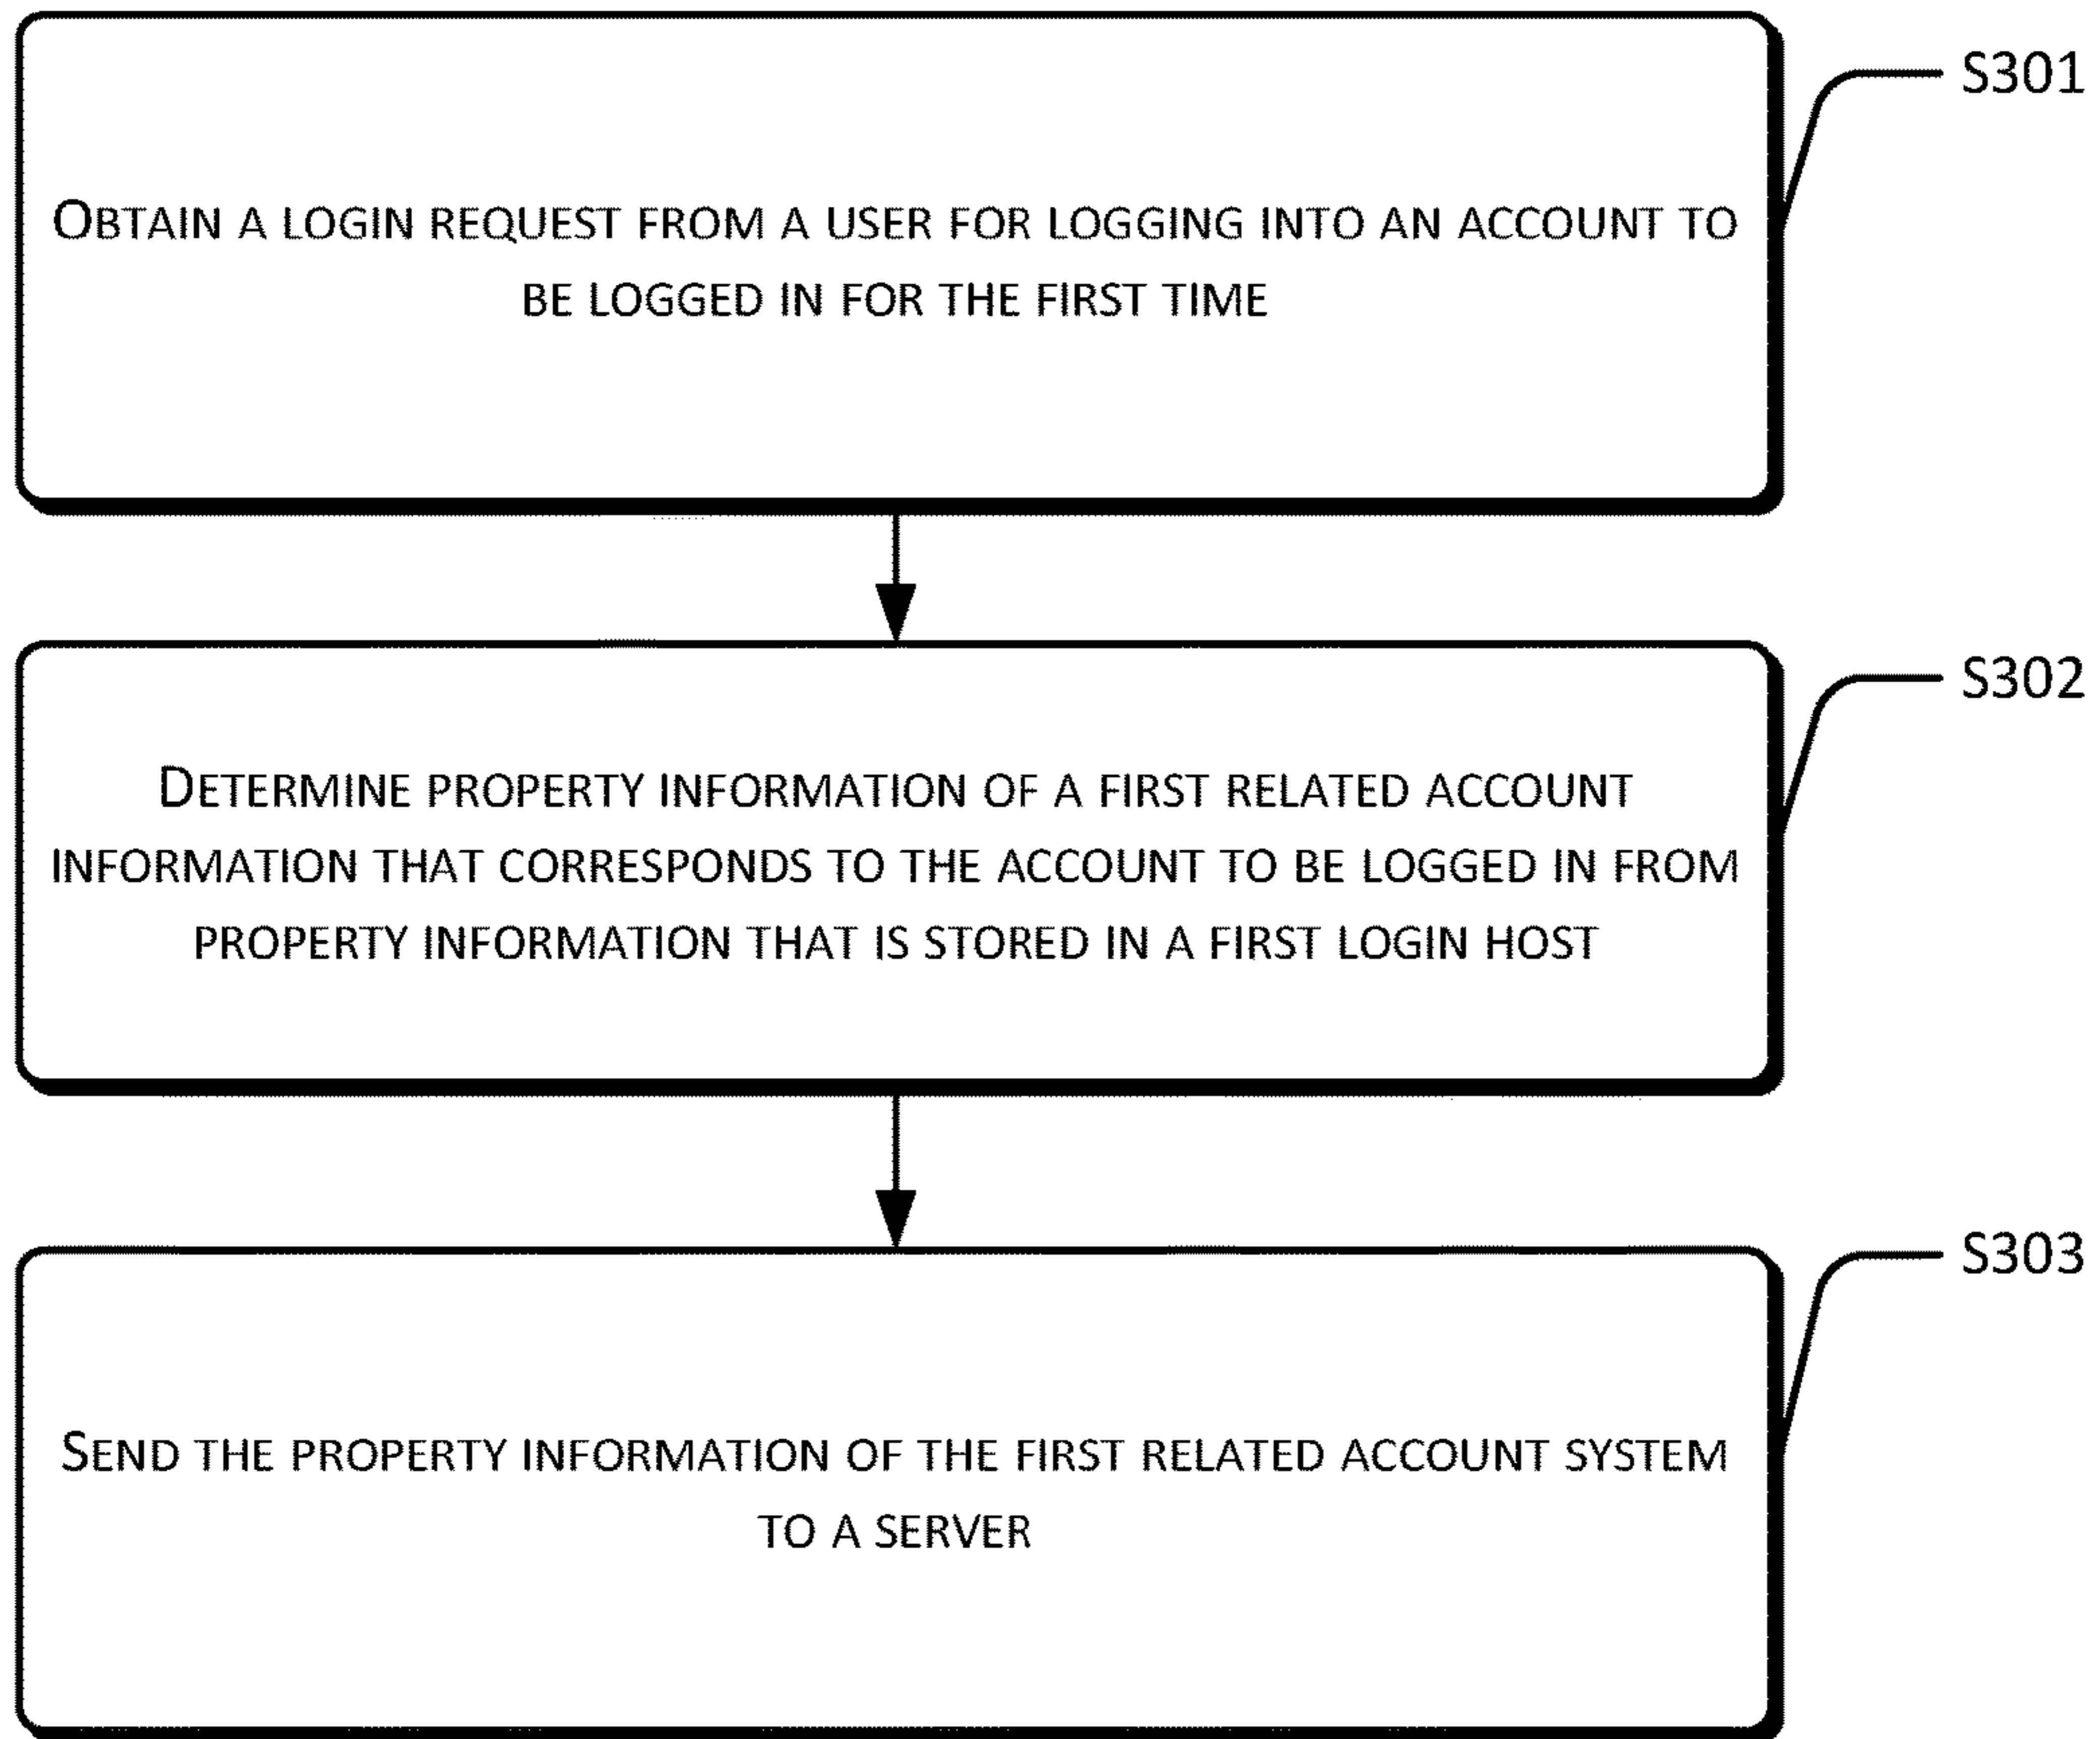 OBTAIN A LOGIN REQUEST FROM A USER FOR LOGGING INTO AN ACCOUNT TO
BE LOGGED IN FOR THE FIRST TIME
S301
DETERMINE PROPERTY INFORMATION OF A FIRST RELATED ACCOUNT
INFORMATION THAT CORRESPONDS TO THE ACCOUNT TO BE LOGGED IN FROM
PROPERTY INFORMATION THAT IS STORED IN A FIRST LOGIN HOST
S302
SEND THE PROPERTY INFORMATION OF THE FIRST RELATED ACCOUNT SYSTEM
TO A SERVER
S303